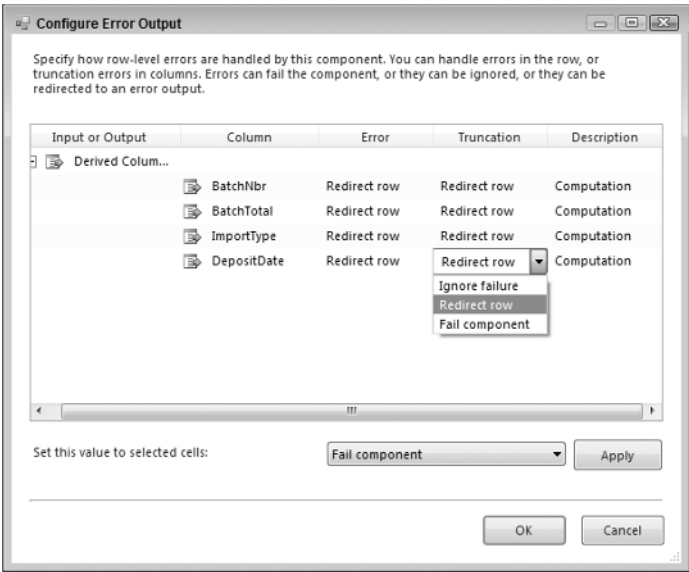 Configure Error Output
Specify how row-level errors are handled by this component. You can handle errors in the row, or
truncation errors in columns. Errors can fail the component, or they can be ignored, or they can be
redirected to an error output.
Input or Output Column Error Truncation Description
Derived Colum...
BatchNbr Redirect row Redirect row Computation
BatchTotal Redirect row Redirect row Computation
ImportType Redirect row Redirect row Computation
DepositDate Redirect row Redirect row Computation
Ignore failure
Redirect row
Fail component
Set this value to selected cells: Fail component Apply
OK Cancel